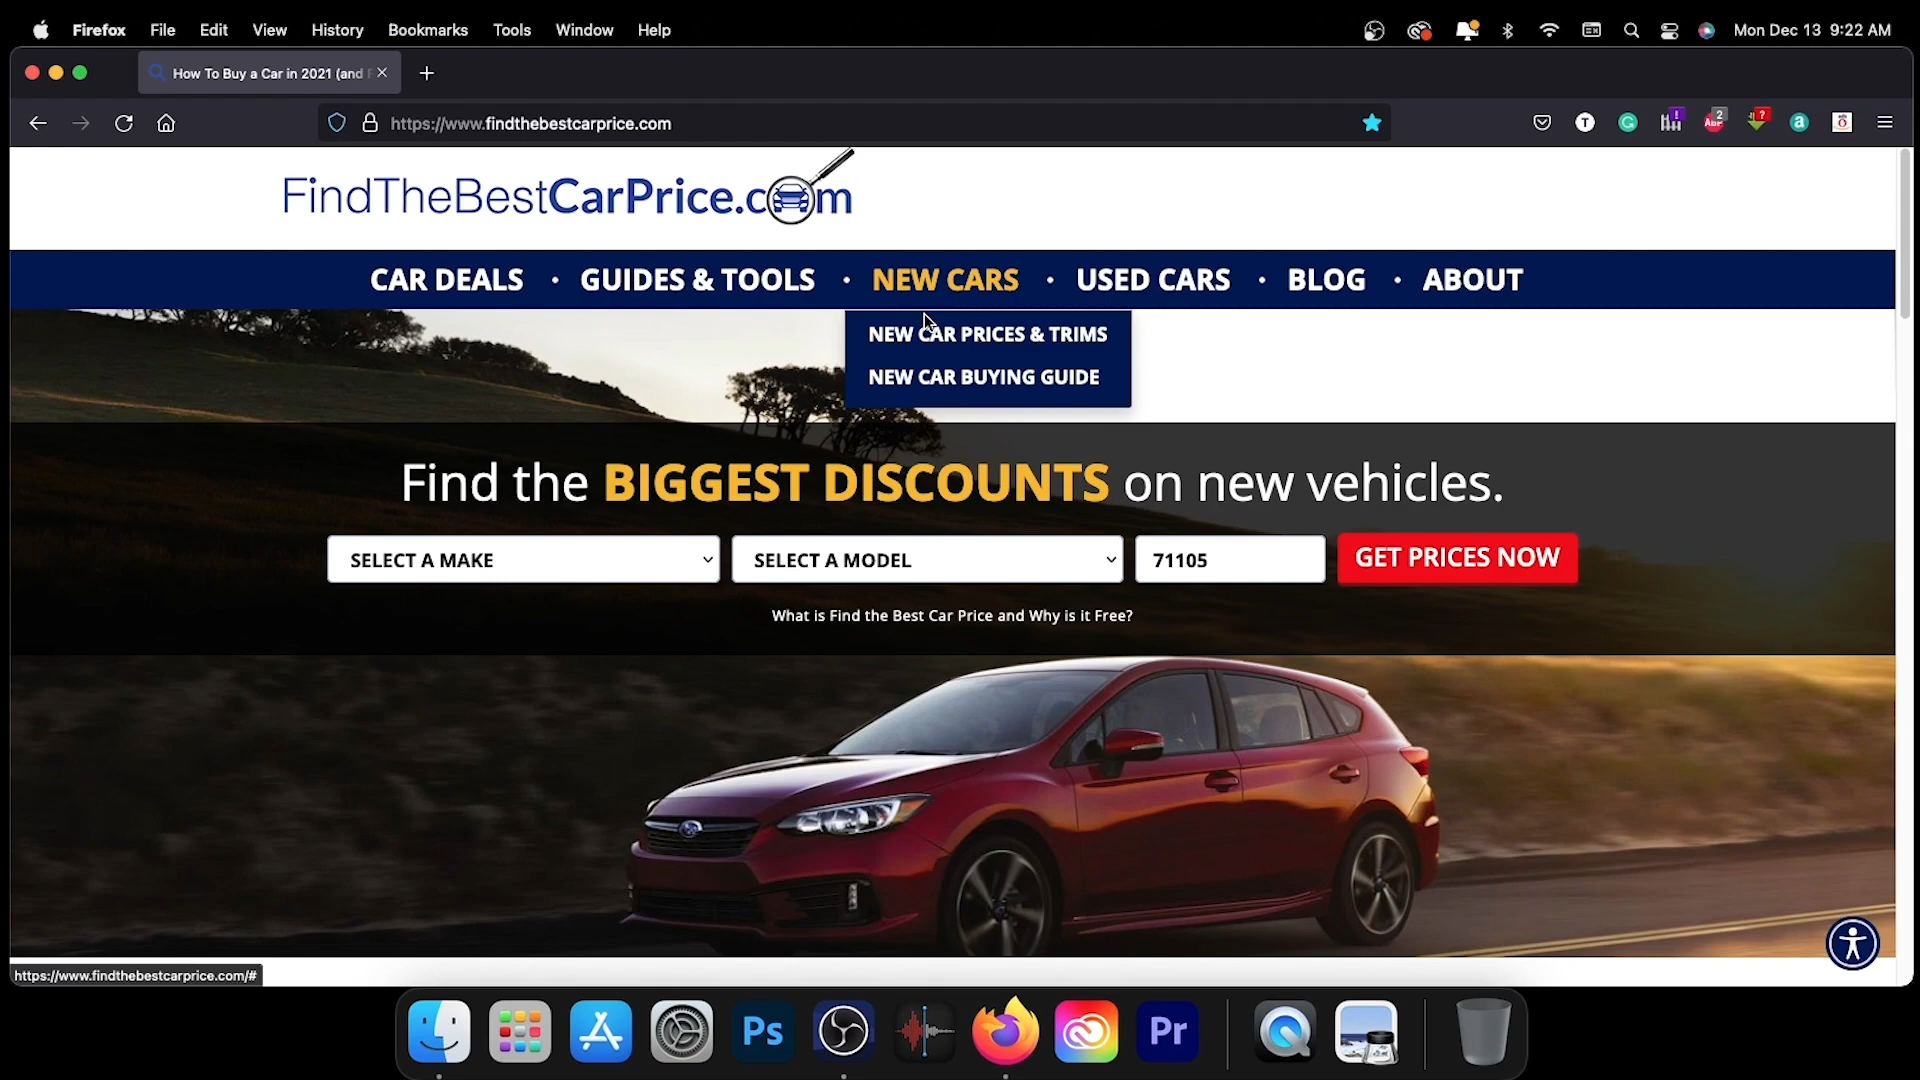 Firefox File Edit View History Bookmarks Tools Window Help Mon Dec 13 9:22 AM
How To Buy a Car in 2021 (and
https://www.findthebestcarprice.com
FindTheBestCarPrice.com
CAR DEALS • GUIDES & TOOLS • NEW CARS • USED CARS • BLOG • ABOUT
NEW CAR PRICES & TRIMS
NEW CAR BUYING GUIDE
Find the BIGGEST DISCOUNTS on new vehicles.
SELECT A MAKE SELECT A MODEL 71105 GET PRICES NOW
What is Find the Best Car Price and Why is it Free?
https://www.findthebestcarprice.com/#
Ps Pr